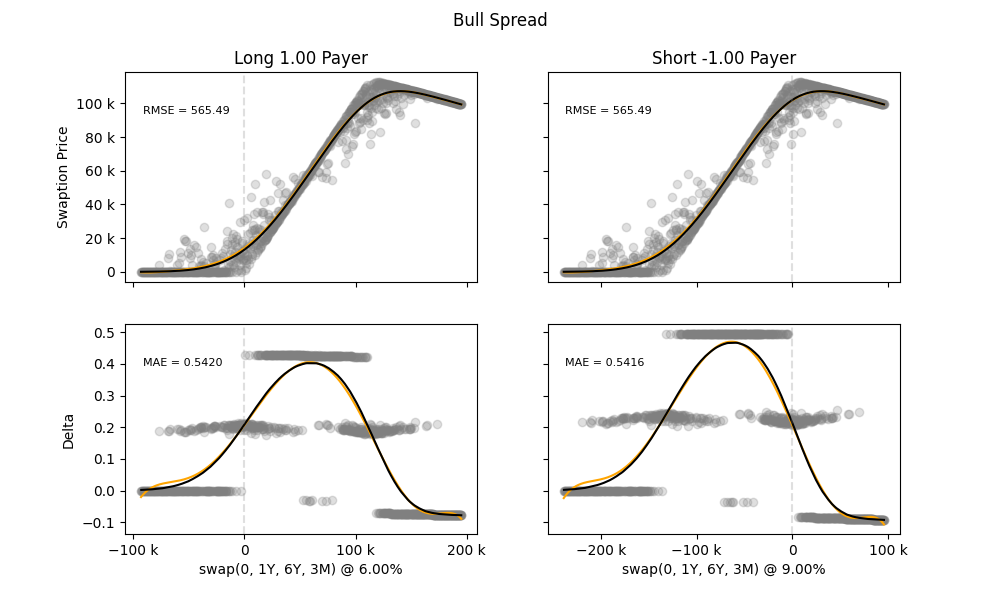 Bull Spread
Long 1.00 Payer
Short -1.00 Payer
Swaption Price
100 k
80 k
60 k
40 k
20 k
0
RMSE = 565.49
RMSE = 565.49
Delta
0.5
0.4
0.3
0.2
0.1
0.0
−0.1
MAE = 0.5420
MAE = 0.5416
−100 k 0 100 k 200 k
−200 k −100 k 0 100 k
swap(0, 1Y, 6Y, 3M) @ 6.00%
swap(0, 1Y, 6Y, 3M) @ 9.00%